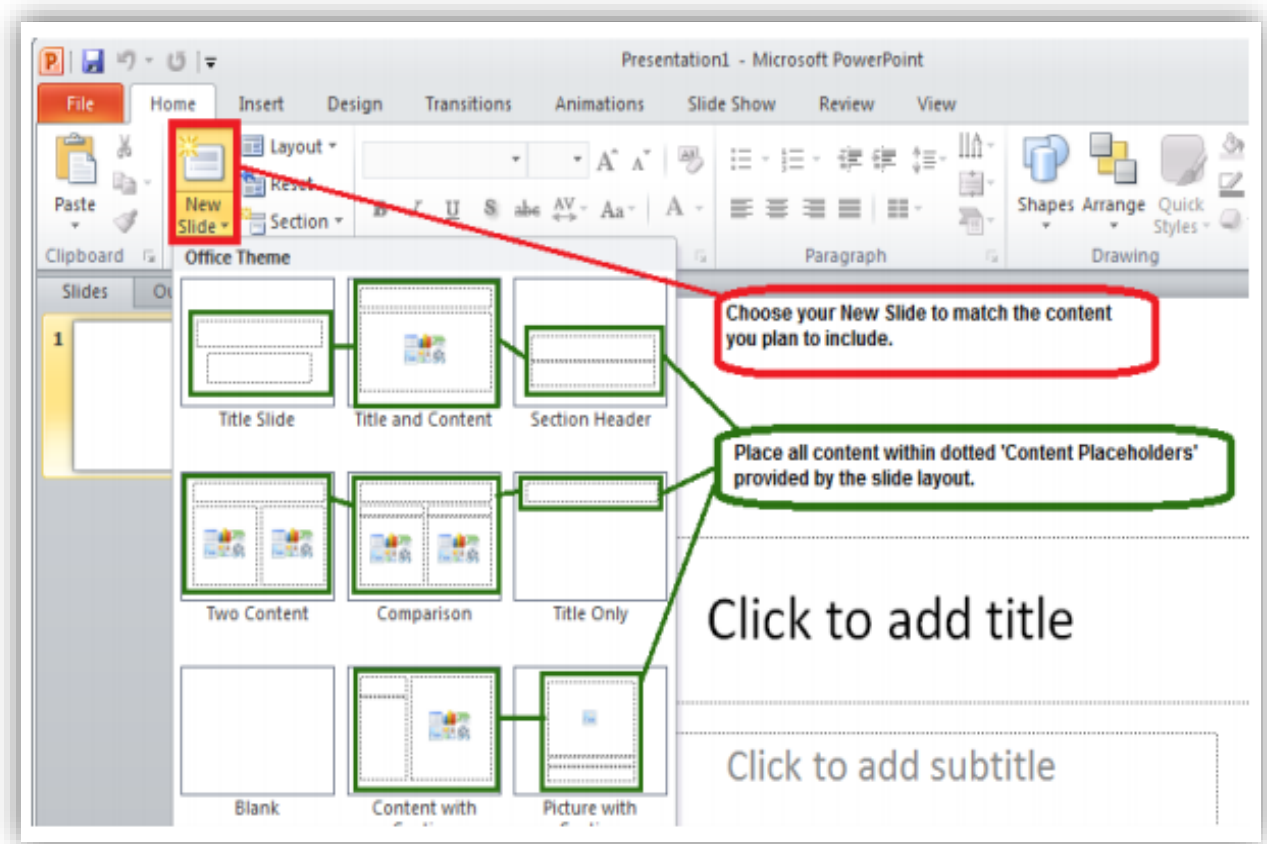 Presentation1 - Microsoft PowerPoint
File Home Insert Design Transitions Animations Slide Show Review View
Paste
New Slide
Layout
Reset
Section
B I U S abc AV Aa A
Shapes Arrange Quick Styles
Clipboard Paragraph Drawing
Slides
Office Theme
1
Choose your New Slide to match the content
you plan to include.
Title Slide Title and Content Section Header
Place all content within dotted 'Content Placeholders'
provided by the slide layout.
Two Content Comparison Title Only
Click to add title
Click to add subtitle
Blank Content with Picture with